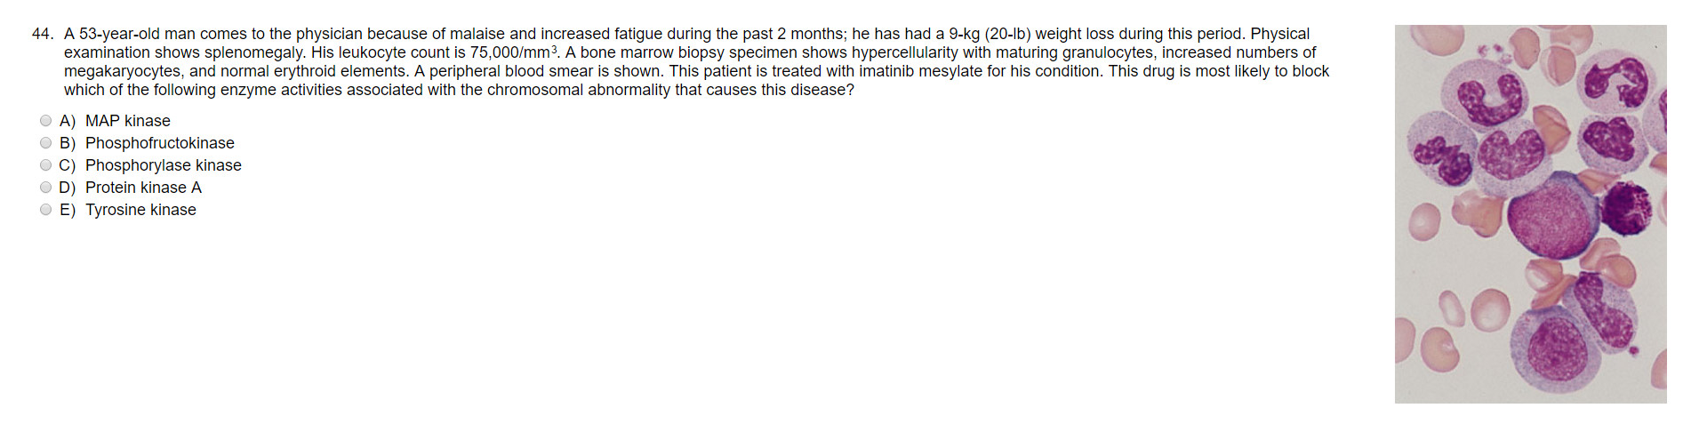 44. A 53-year-old man comes to the physician because of malaise and increased fatigue during the past 2 months; he has had a 9-kg (20-lb) weight loss during this period. Physical
examination shows splenomegaly. His leukocyte count is 75,000/mm³. A bone marrow biopsy specimen shows hypercellularity with maturing granulocytes, increased numbers of
megakaryocytes, and normal erythroid elements. A peripheral blood smear is shown. This patient is treated with imatinib mesylate for his condition. This drug is most likely to block
which of the following enzyme activities associated with the chromosomal abnormality that causes this disease?
A) MAP kinase
B) Phosphofructokinase
C) Phosphorylase kinase
D) Protein kinase A
E) Tyrosine kinase